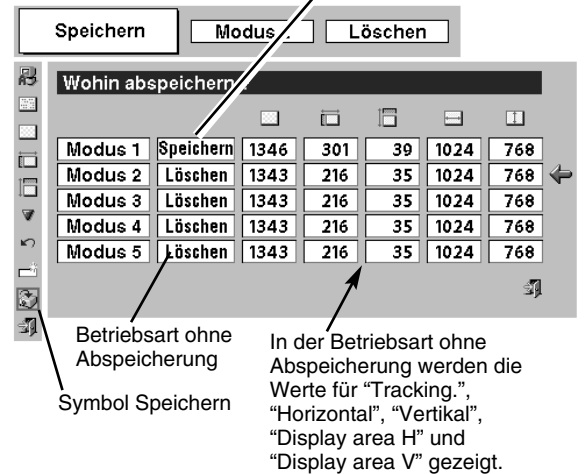 Speichern Modus Löschen
Wohin abspeichern
Modus 1 Speichern 1346 301 39 1024 768
Modus 2 Löschen 1343 216 35 1024 768
Modus 3 Löschen 1343 216 35 1024 768
Modus 4 Löschen 1343 216 35 1024 768
Modus 5 Löschen 1343 216 35 1024 768
Betriebsart ohne
Abspeicherung
Symbol Speichern
In der Betriebsart ohne
Abspeicherung werden die
Werte für “Tracking.”,
“Horizontal”, “Vertikal”,
“Display area H” und
“Display area V” gezeigt.